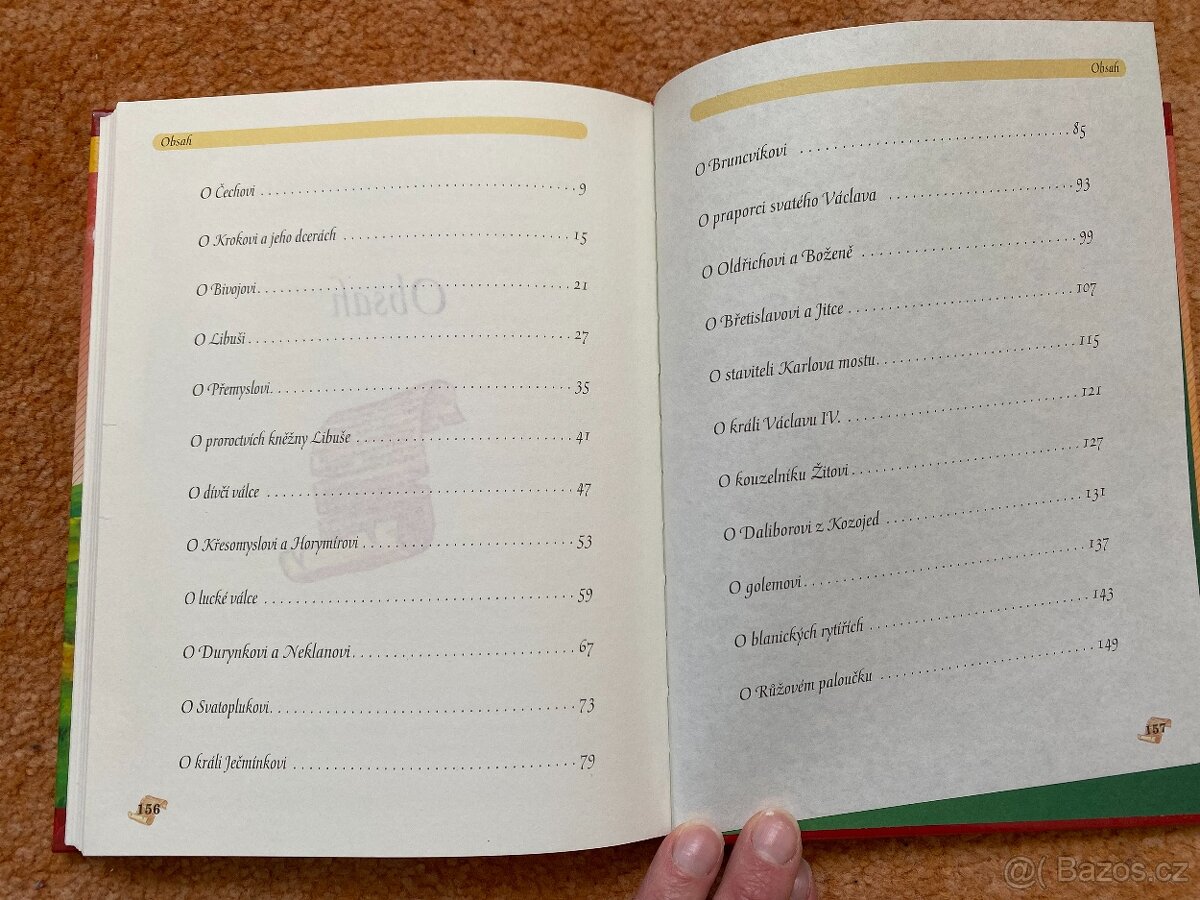 Obsah
O Čechovi ........................................ 9
O Krokovi a jeho dcerách ........................................ 15
O Bivojovi ........................................ 21
O Libuši ........................................ 27
O Přemyslovi ........................................ 35
O proroctvích kněžny Libuše ........................................ 41
O dívčí válce ........................................ 47
O Křesomyslovi a Horymírovi ........................................ 53
O lucké válce ........................................ 59
O Durynkovi a Neklanovi ........................................ 67
O Svatoplukovi ........................................ 73
O králi Ječmínkovi ........................................ 79
156
Obsah
O Bruncvíkovi ........................................ 85
O praporci svatého Václava ........................................ 93
O Oldřichovi a Boženě ........................................ 99
O Břetislavovi a Jitce ........................................ 107
O staviteli Karlova mostu ........................................ 115
O králi Václavu IV. ........................................ 121
O kouzelníku Žitovi ........................................ 127
O Daliborovi z Kozojed ........................................ 131
O golemovi ........................................ 137
O blanických rytířích ........................................ 143
O Růžovém paloučku ........................................ 149
157
Obsah
@( Bazos.cz